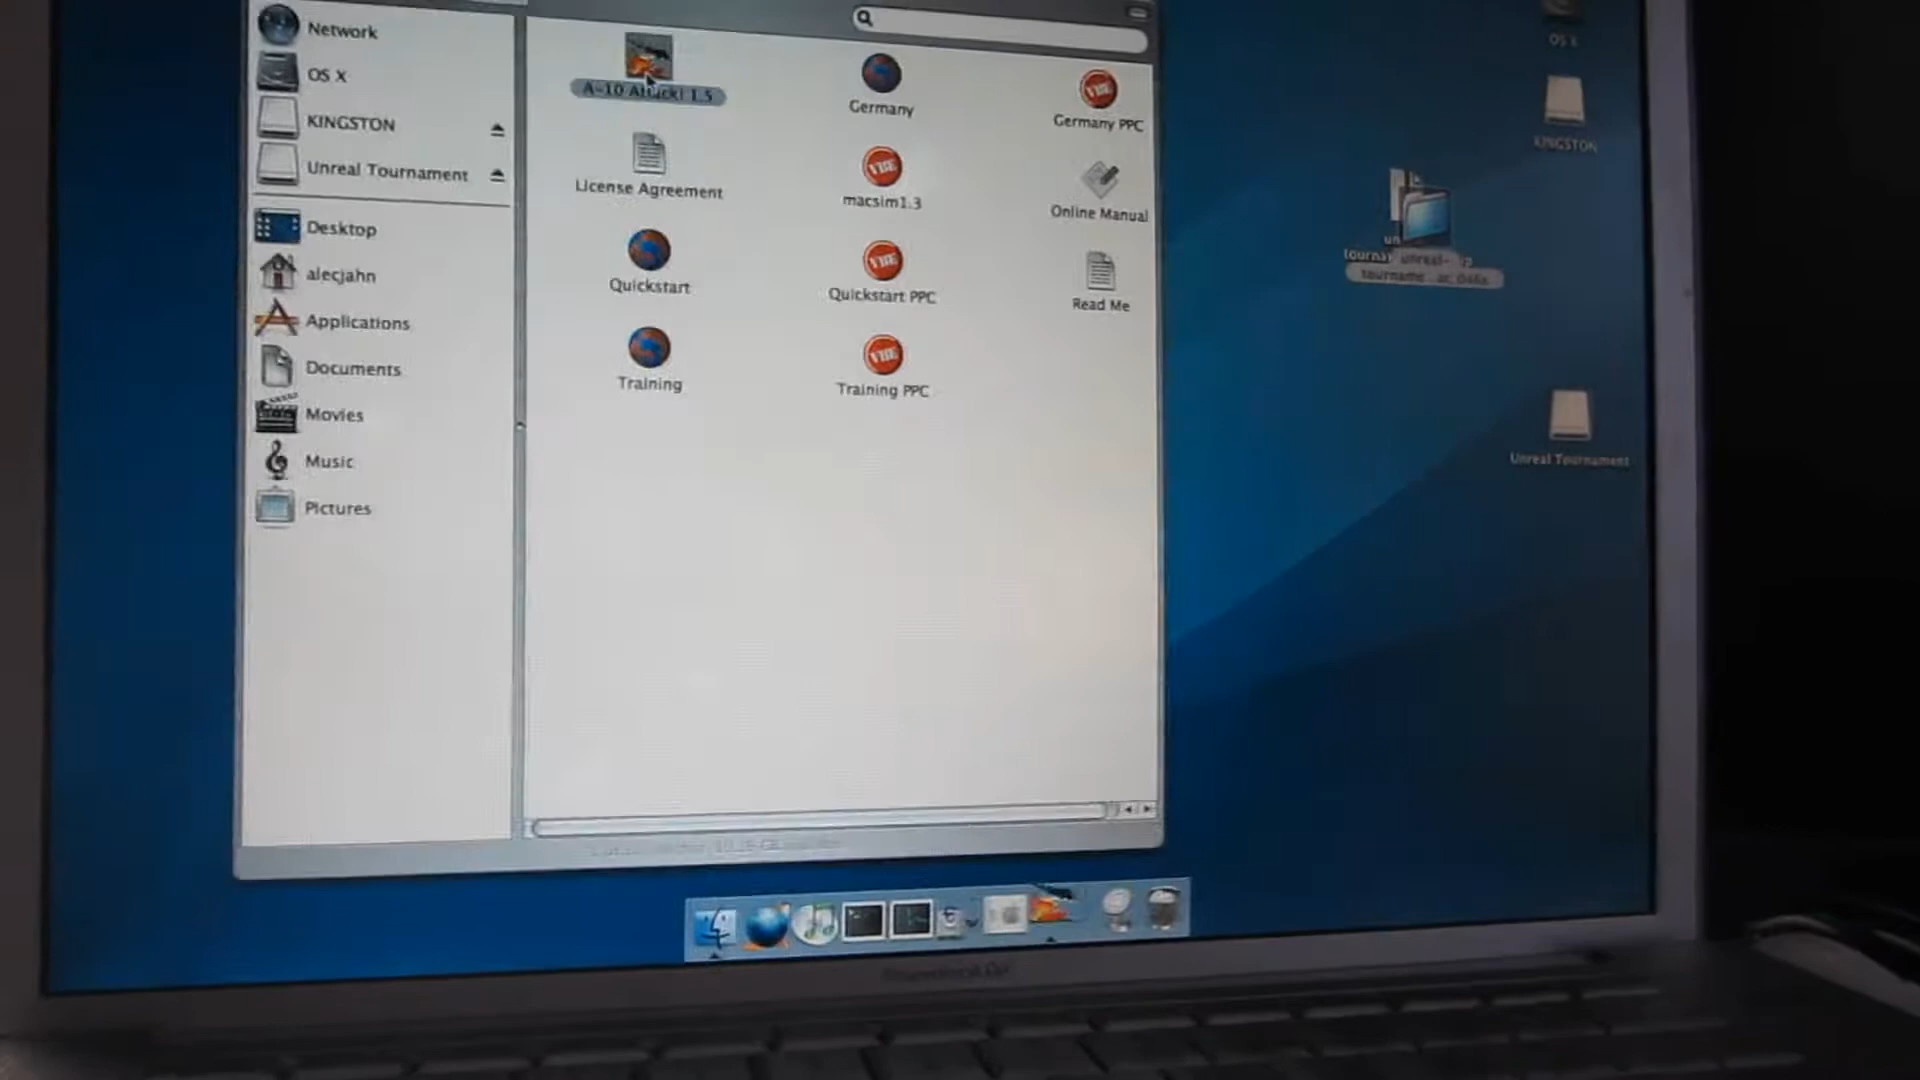 Network
OS X
KINGSTON
Unreal Tournament
Desktop
alecjahn
Applications
Documents
Movies
Music
Pictures
A-10 Attack! 1.5
Germany
Germany PPC
License Agreement
macsim1.3
Online Manual
Quickstart
Quickstart PPC
Read Me
Training
Training PPC
OS X
KINGSTON
Unreal Tournament